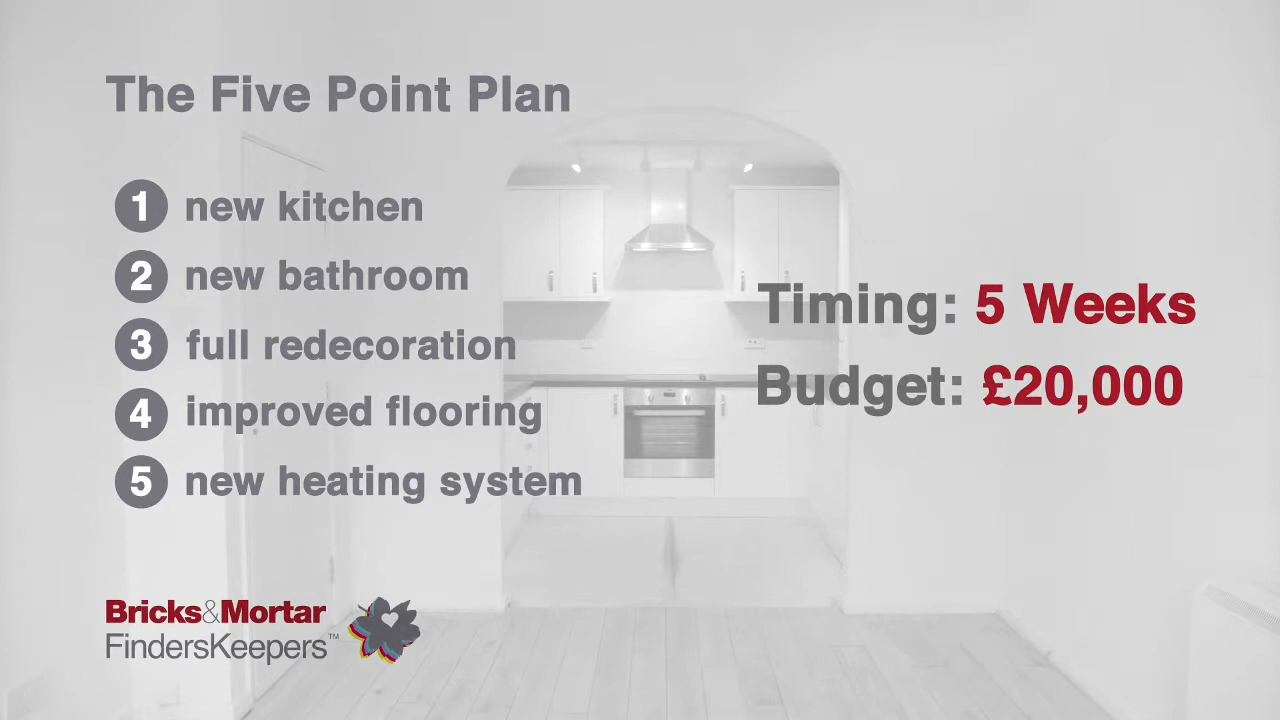 The Five Point Plan
1 new kitchen
2 new bathroom
3 full redecoration
4 improved flooring
5 new heating system
Timing: 5 Weeks
Budget: £20,000
Bricks&Mortar
FindersKeepers™